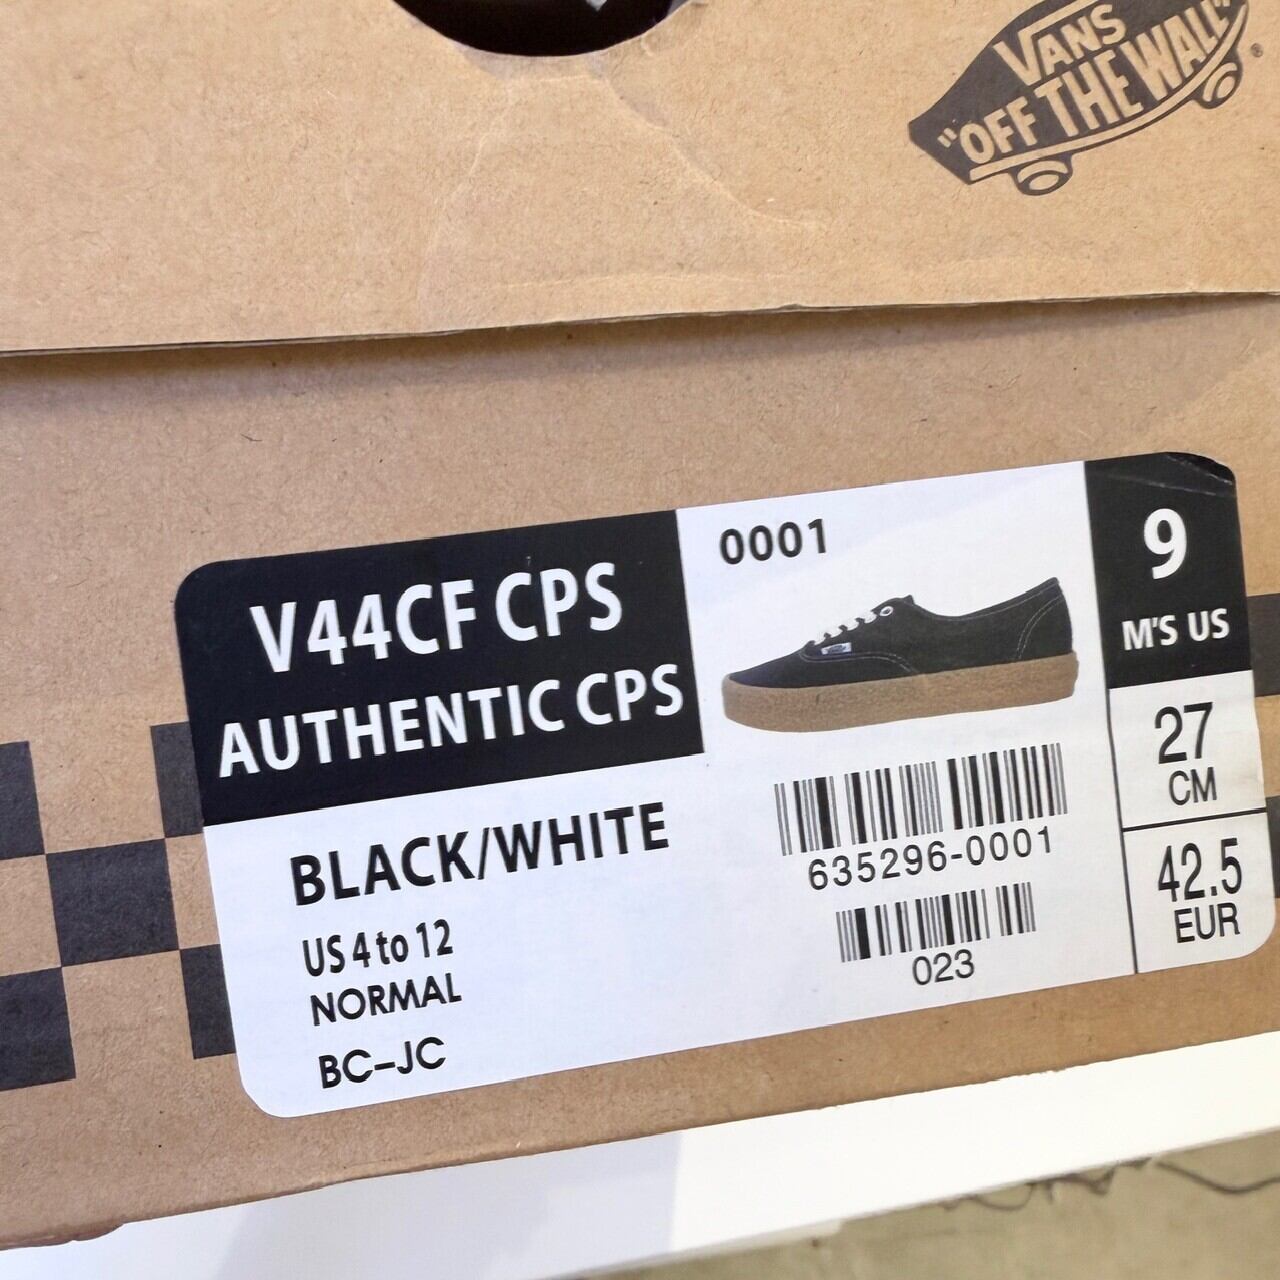 VANS
"OFF THE WALL"
V44CF CPS
AUTHENTIC CPS
0001
9
M'S US
27
CM
42.5
EUR
BLACK/WHITE
US 4 to 12
NORMAL
BC-JC
635296-0001
023